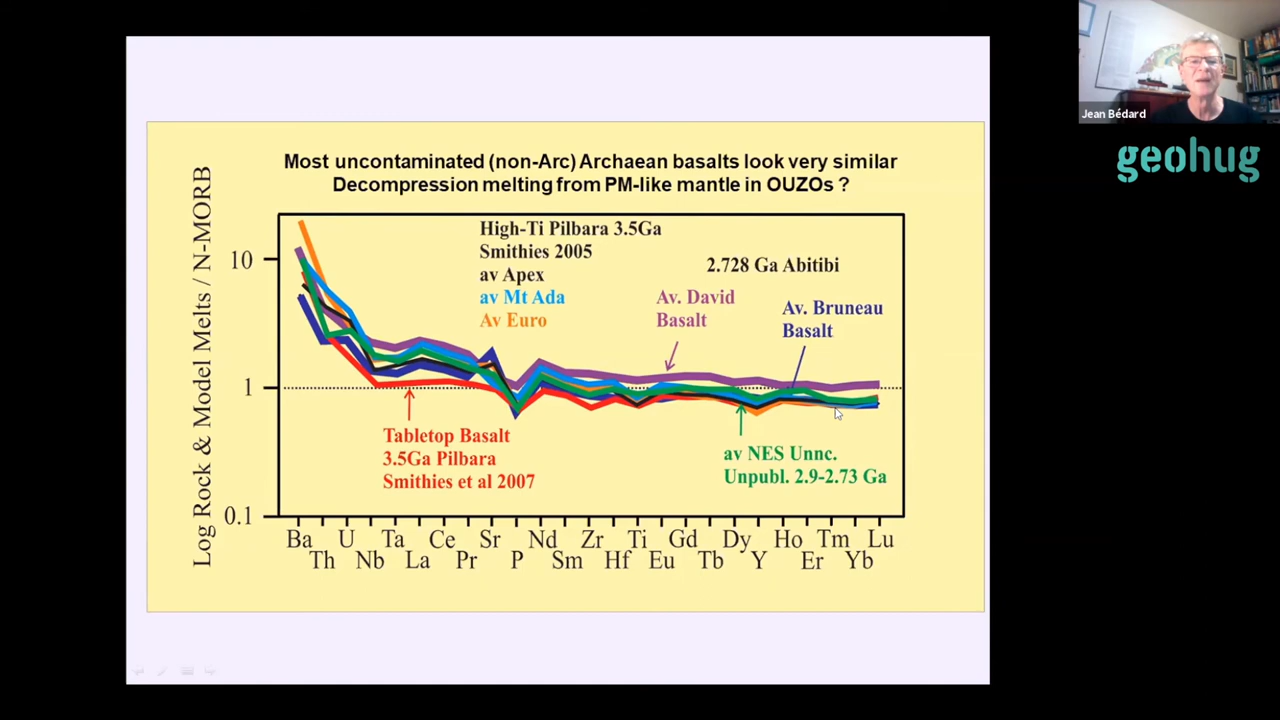 Most uncontaminated (non-Arc) Archaean basalts look very similar
Decompression melting from PM-like mantle in OUZOs ?
Log Rock & Model Melts / N-MORB
10
1
0.1
High-Ti Pilbara 3.5Ga
Smithies 2005
av Apex
av Mt Ada
Av Euro
2.728 Ga Abitibi
Av. David
Basalt
Av. Bruneau
Basalt
Tabletop Basalt
3.5Ga Pilbara
Smithies et al 2007
av NES Unnc.
Unpubl. 2.9-2.73 Ga
Ba U Ta Ce Sr Nd Zr Ti Gd Dy Ho Tm Lu
Th Nb La Pr P Sm Hf Eu Tb Y Er Yb
Jean Bédard
geohug